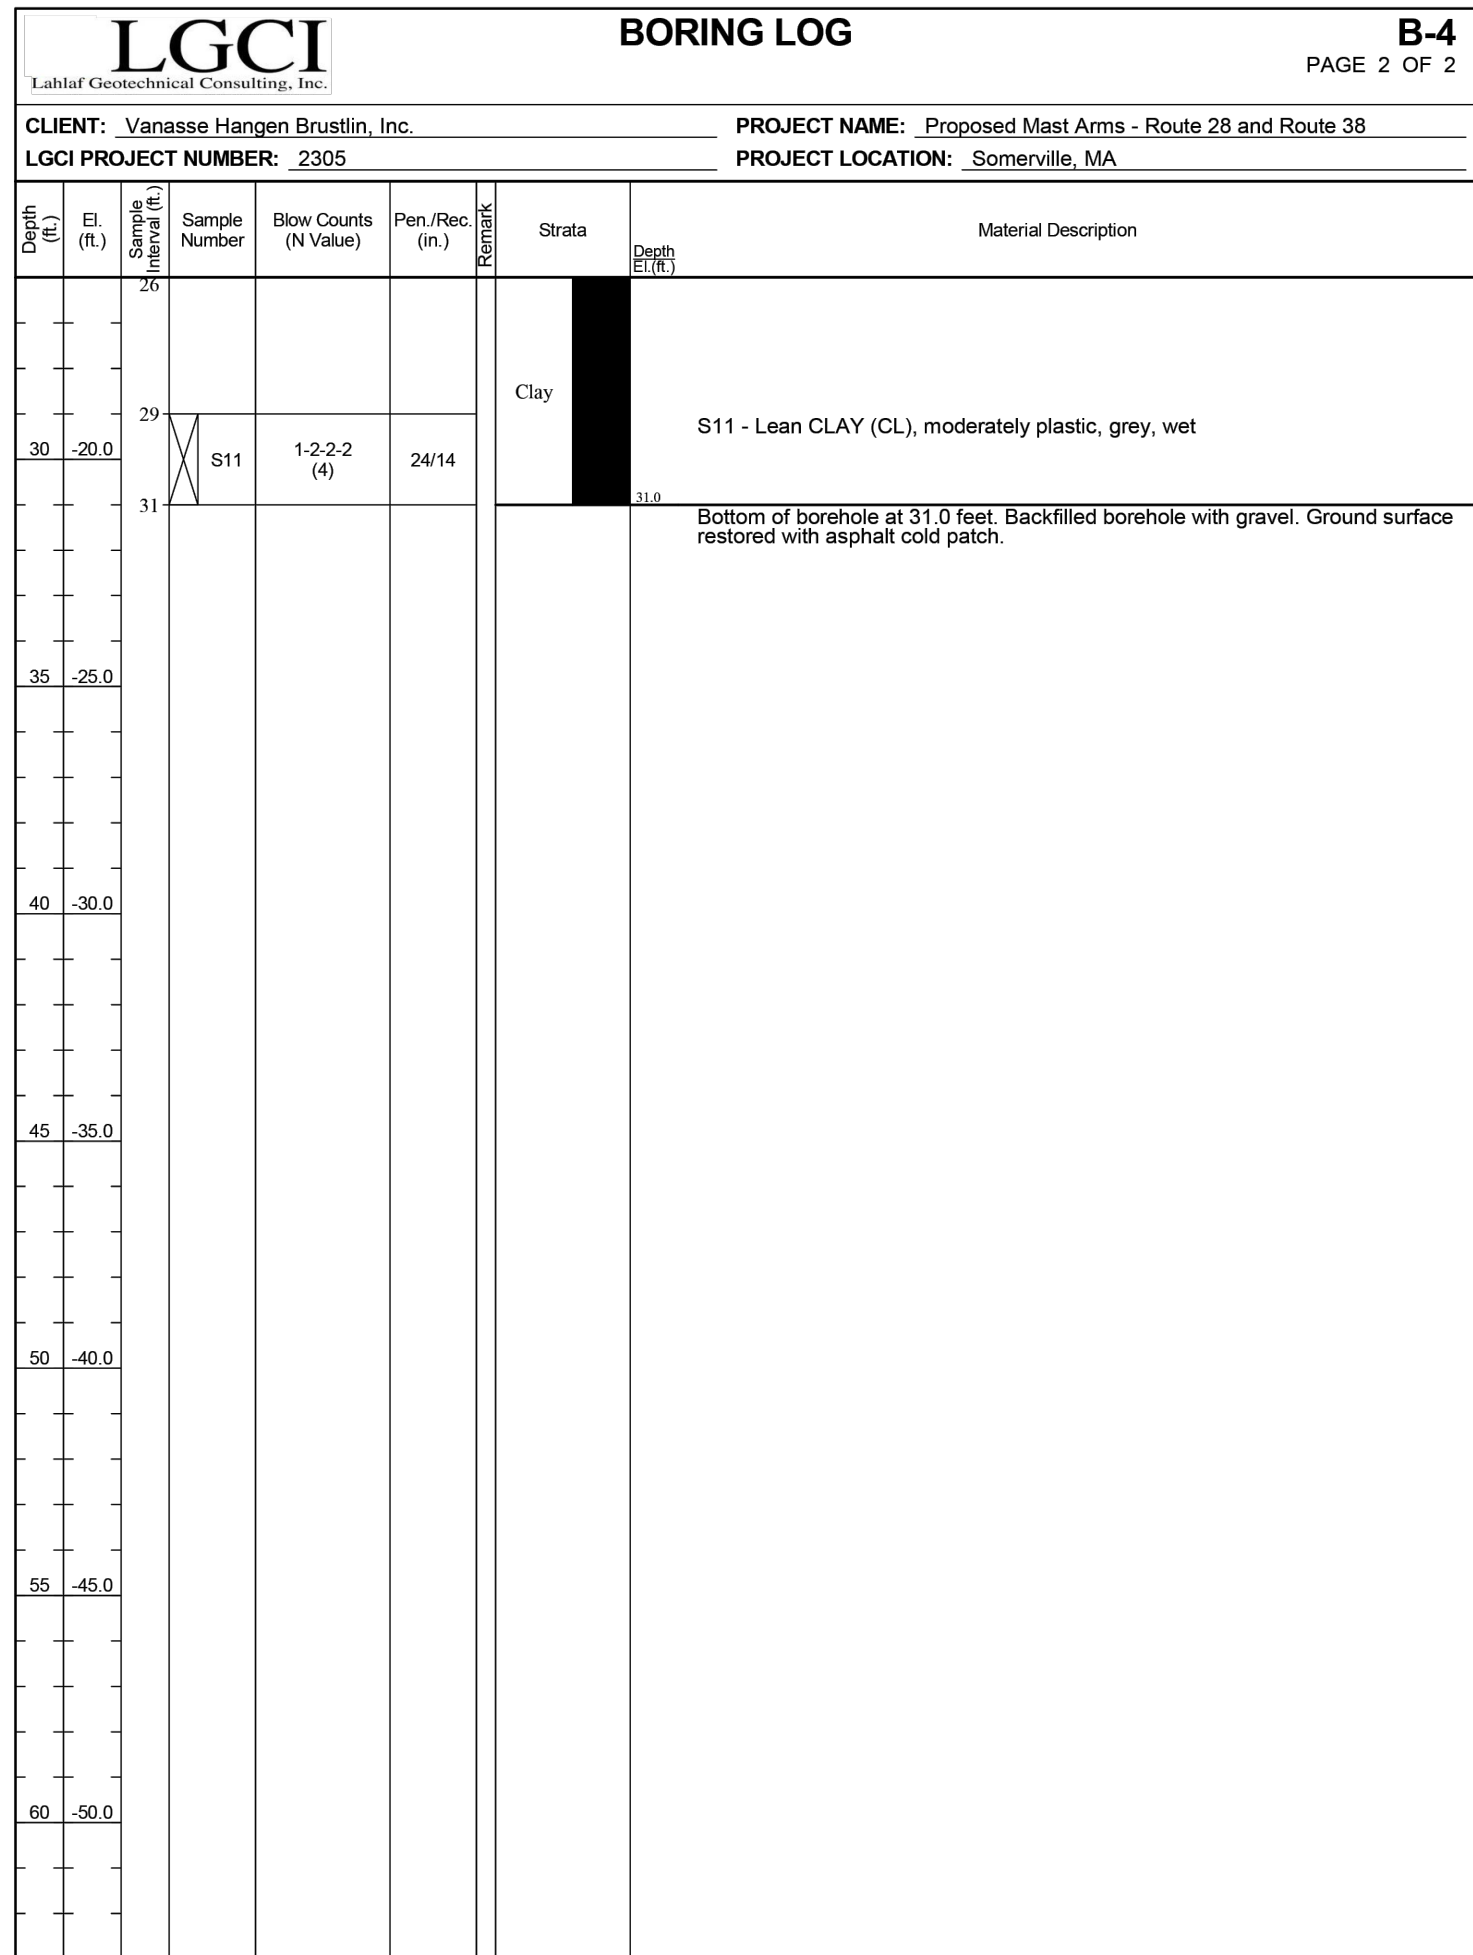 LGCI
Lahlaf Geotechnical Consulting, Inc.
BORING LOG
B-4
PAGE 2 OF 2
CLIENT: Vanasse Hangen Brustlin, Inc.
PROJECT NAME: Proposed Mast Arms - Route 28 and Route 38
LGCI PROJECT NUMBER: 2305
PROJECT LOCATION: Somerville, MA
Depth
(ft.)
El.
(ft.)
Sample
Interval (ft.)
Sample
Number
Blow Counts
(N Value)
Pen./Rec.
(in.)
Remark
Strata
Depth
El.(ft.)
Material Description
26
Clay
29
S11 - Lean CLAY (CL), moderately plastic, grey, wet
30 -20.0
S11
1-2-2-2
(4)
24/14
31
31.0
Bottom of borehole at 31.0 feet. Backfilled borehole with gravel. Ground surface
restored with asphalt cold patch.
35 -25.0
40 -30.0
45 -35.0
50 -40.0
55 -45.0
60 -50.0